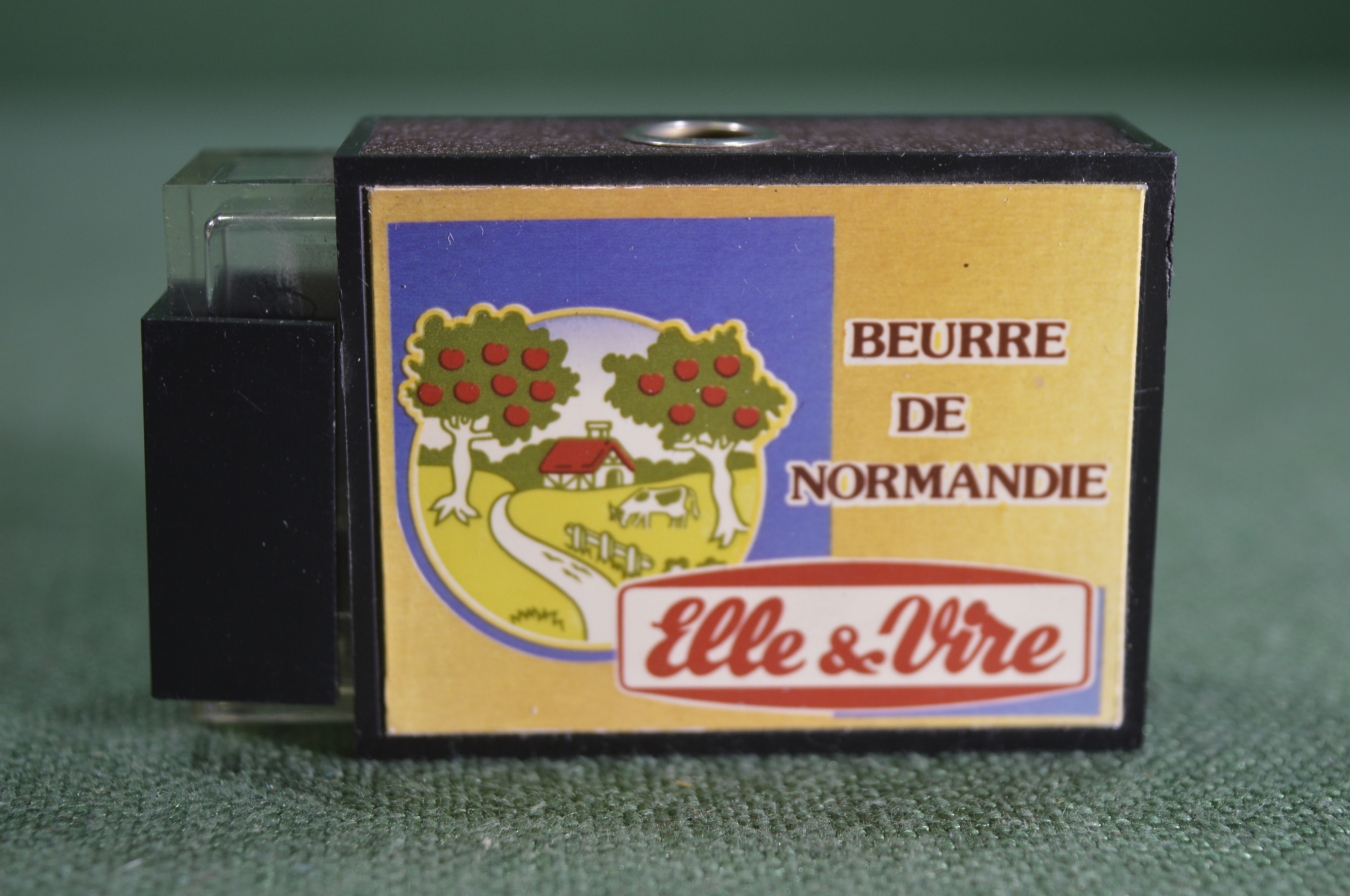 BEURRE
DE
NORMANDIE
Elle & Vire